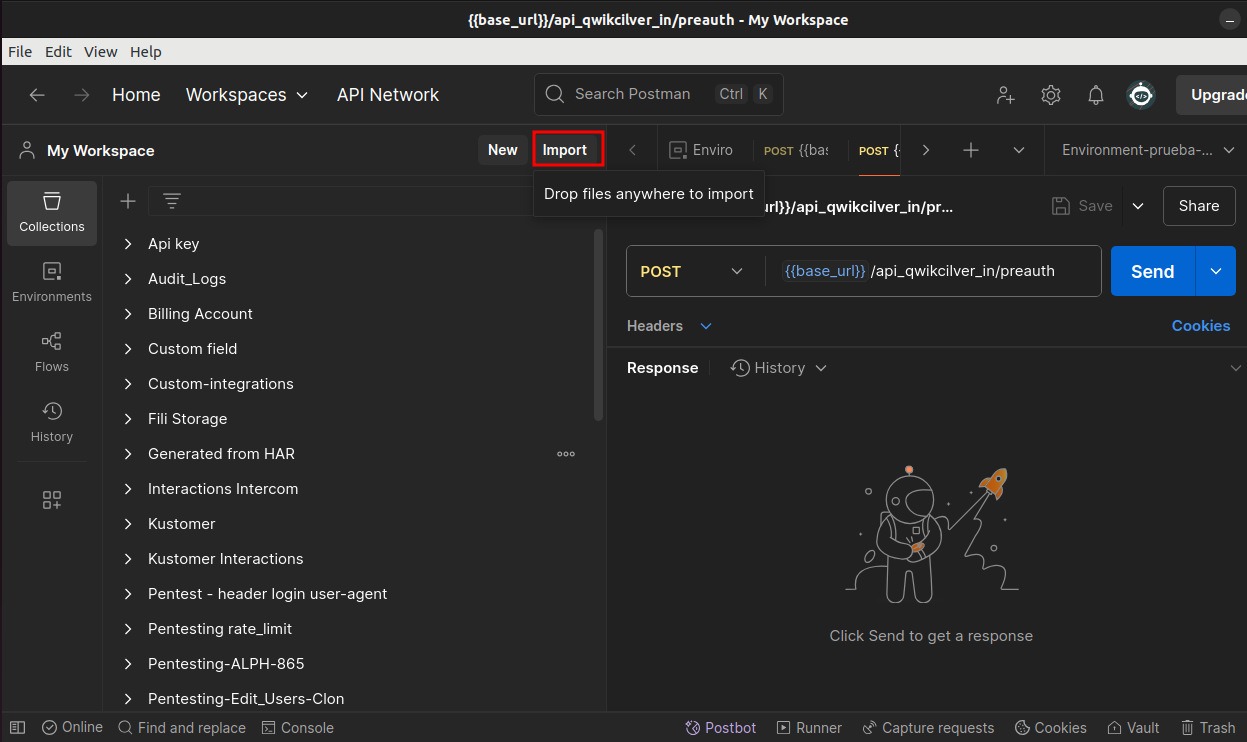 {{base_url}}/api_qwikcilver_in/preauth - My Workspace
File Edit View Help
Home Workspaces API Network Search Postman Ctrl K Upgrade
My Workspace New Import Enviro POST {{bas POST {{ Environment-prueba-...
Drop files anywhere to import
url}}/api_qwikcilver_in/pr... Save Share
Collections
Environments
Flows
History
Api key
Audit_Logs
Billing Account
Custom field
Custom-integrations
Fili Storage
Generated from HAR
Interactions Intercom
Kustomer
Kustomer Interactions
Pentest - header login user-agent
Pentesting rate_limit
Pentesting-ALPH-865
Pentesting-Edit_Users-Clon
POST {{base_url}} /api_qwikcilver_in/preauth Send
Headers Cookies
Response History
Click Send to get a response
Online Find and replace Console Postbot Runner Capture requests Cookies Vault Trash